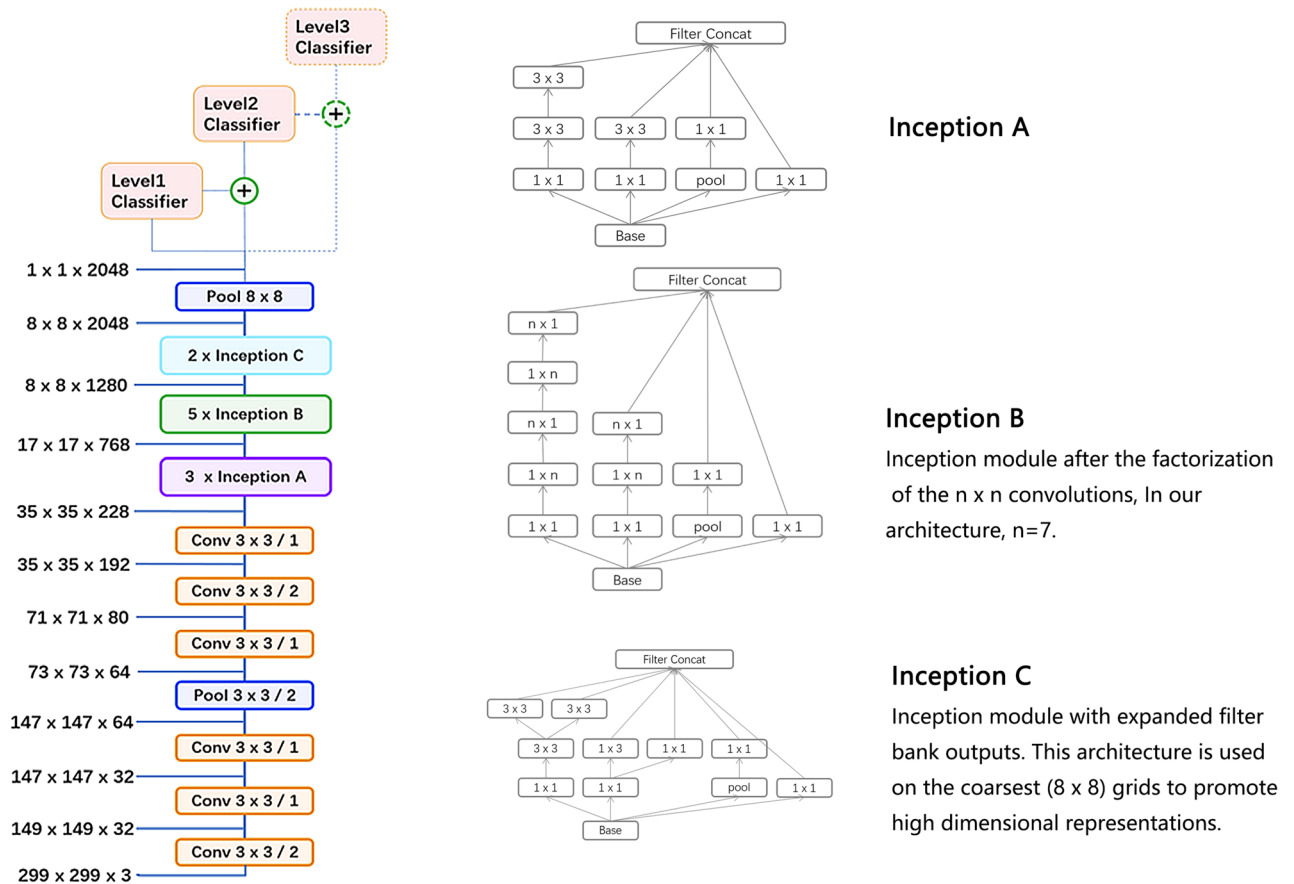 Level3
Classifier
Level2
Classifier
Level1
Classifier
1 x 1 x 2048
Pool 8 x 8
8 x 8 x 2048
2 x Inception C
8 x 8 x 1280
5 x Inception B
17 x 17 x 768
3 x Inception A
35 x 35 x 228
Conv 3 x 3 / 1
35 x 35 x 192
Conv 3 x 3 / 2
71 x 71 x 80
Conv 3 x 3 / 1
73 x 73 x 64
Pool 3 x 3 / 2
147 x 147 x 64
Conv 3 x 3 / 1
147 x 147 x 32
Conv 3 x 3 / 1
149 x 149 x 32
Conv 3 x 3 / 2
299 x 299 x 3
Filter Concat
3 x 3
3 x 3 3 x 3 1 x 1
1 x 1 1 x 1 pool 1 x 1
Base
Inception A
Filter Concat
n x 1
1 x n
n x 1 n x 1
1 x n 1 x n 1 x 1
1 x 1 1 x 1 pool 1 x 1
Base
Inception B
Inception module after the factorization
of the n x n convolutions, In our
architecture, n=7.
Filter Concat
3 x 3 3 x 3
3 x 3 1 x 3 1 x 1 1 x 1
1 x 1 1 x 1 pool 1 x 1
Base
Inception C
Inception module with expanded filter
bank outputs. This architecture is used
on the coarsest (8 x 8) grids to promote
high dimensional representations.